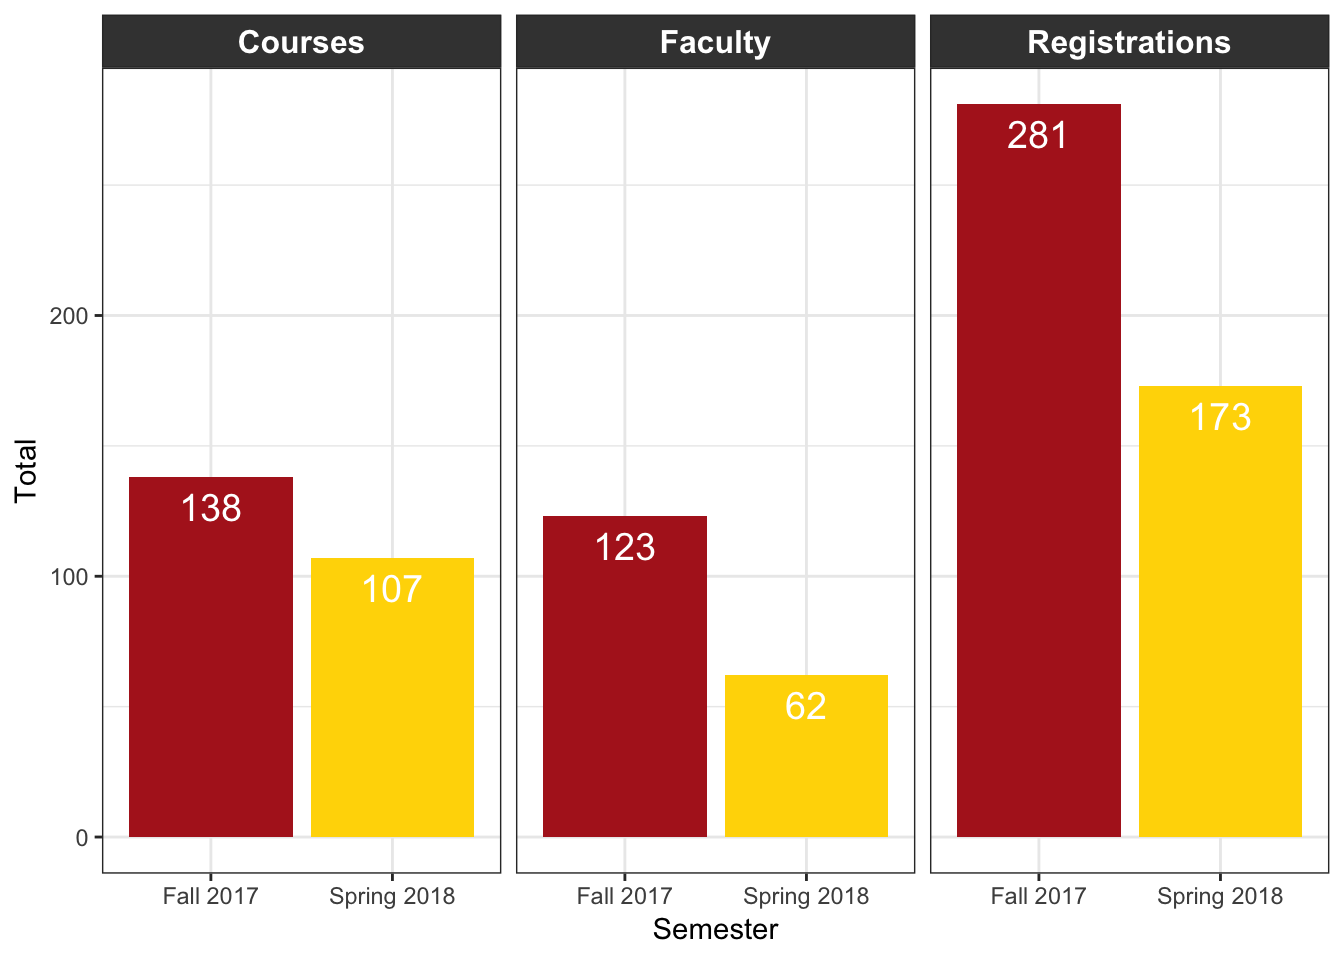 Courses
Faculty
Registrations
Total
200
100
0
138
107
123
62
281
173
Fall 2017
Spring 2018
Fall 2017
Spring 2018
Fall 2017
Spring 2018
Semester